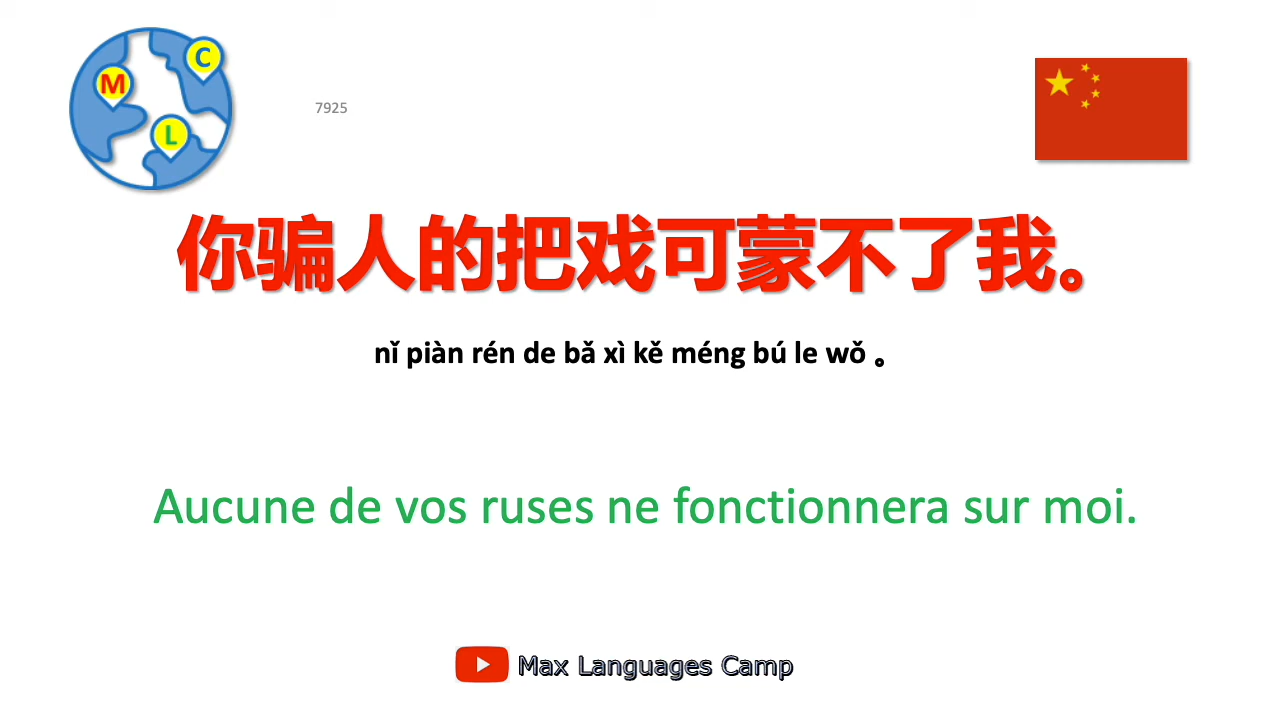 M
C
L
7925
你骗人的把戏可蒙不了我。
nǐ piàn rén de bǎ xì kě méng bú le wǒ 。
Aucune de vos ruses ne fonctionnera sur moi.
Max Languages Camp